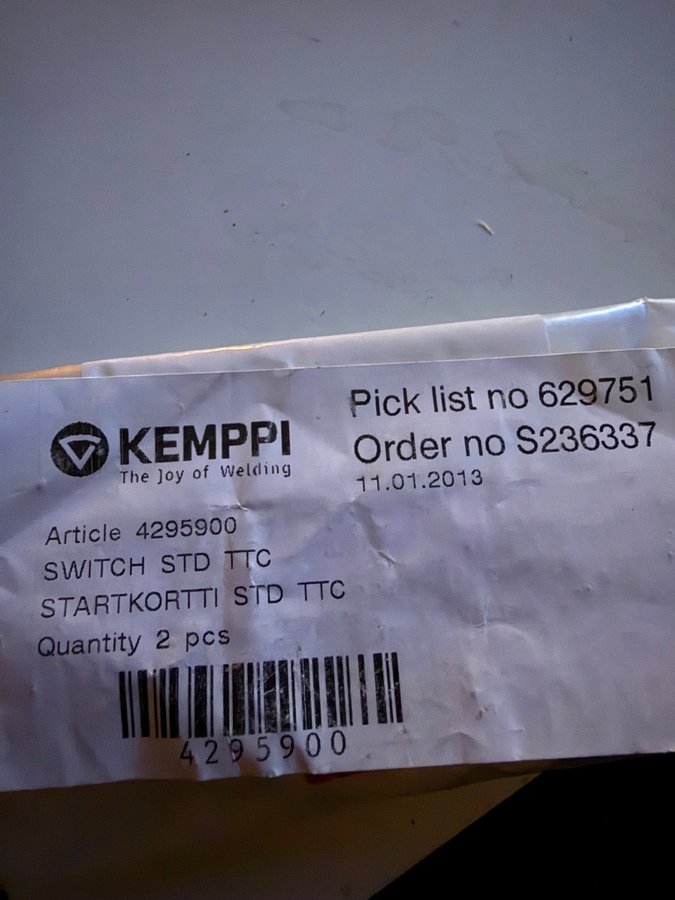 KEMPPI
The Joy of Welding
Pick list no 629751
Order no S236337
11.01.2013
Article 4295900
SWITCH STD TTC
STARTKORTTI STD TTC
Quantity 2 pcs
4295900